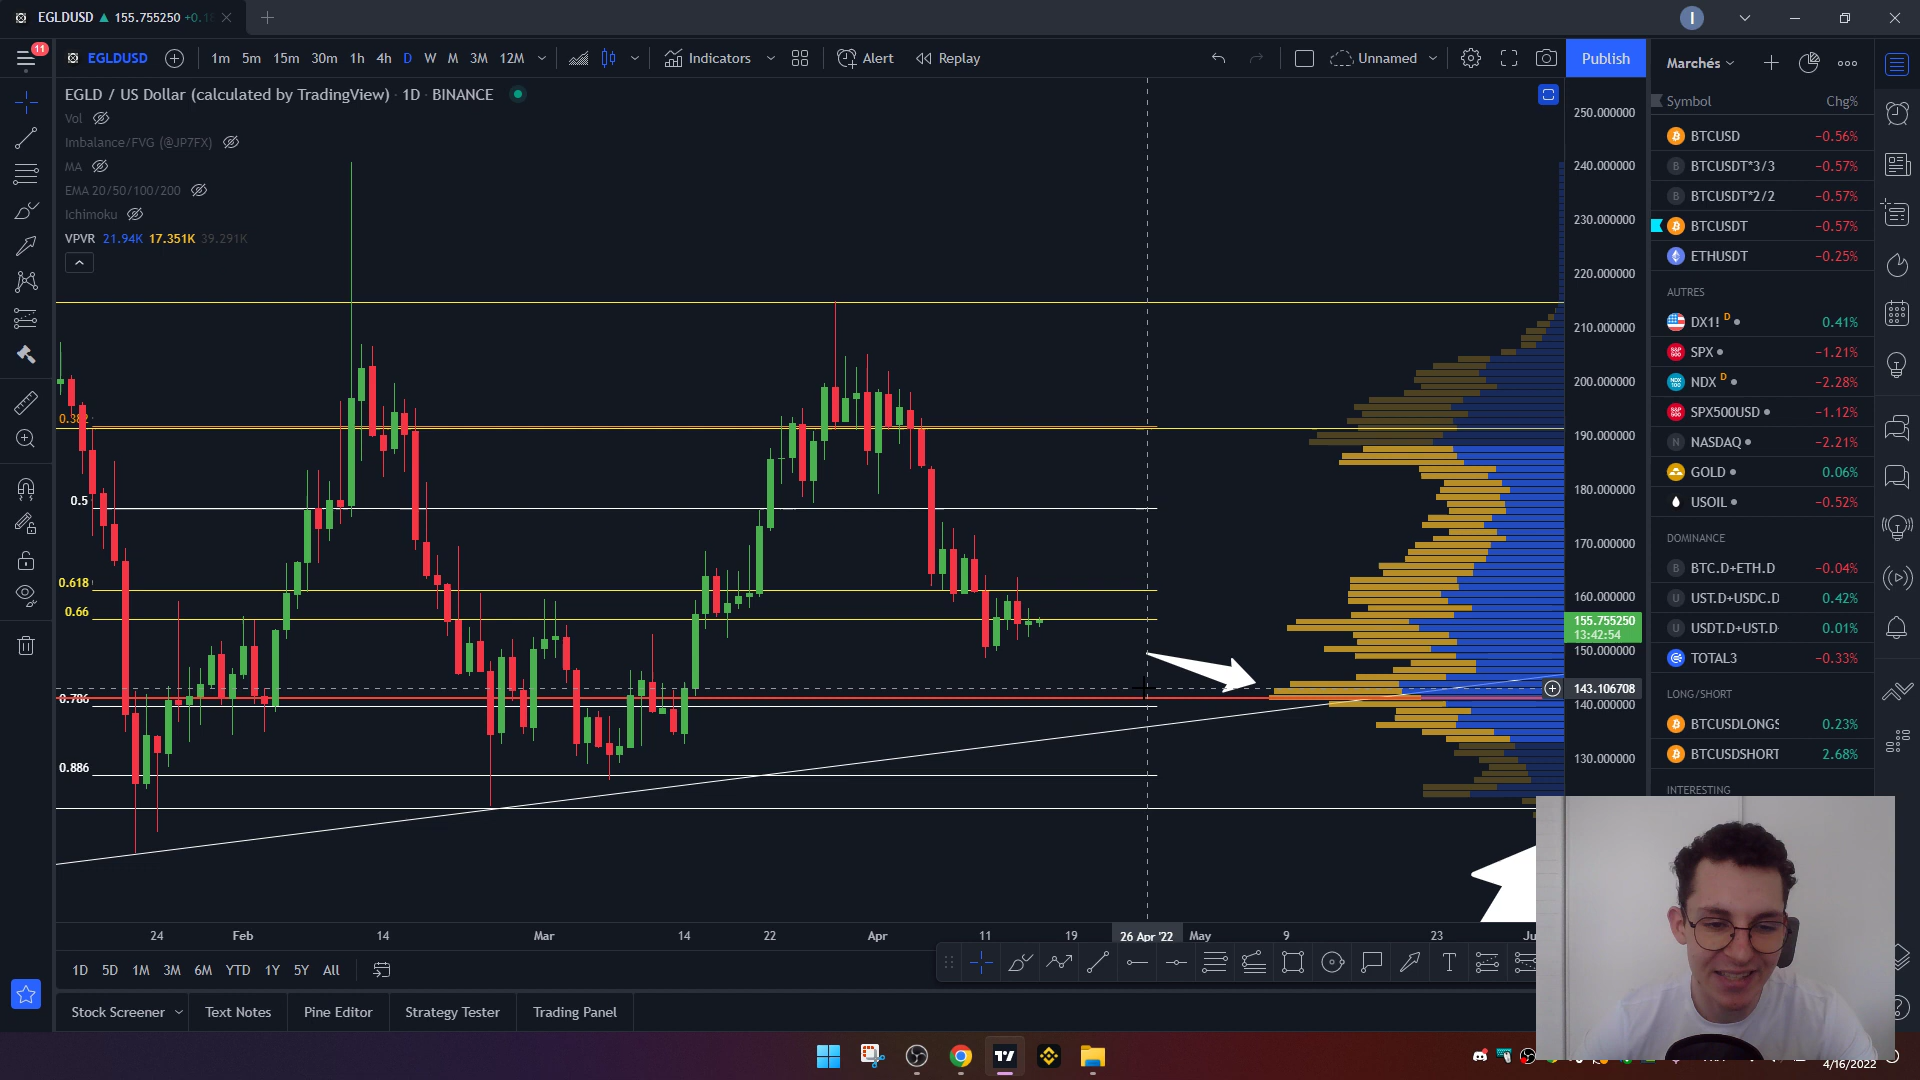 EGLDUSD ▲ 155.755250
I
11
EGLDUSD 1m 5m 15m 30m 1h 4h D W M 3M 12M Indicators Alert Replay Unnamed Publish
EGL​D / US Dollar (calculated by TradingView) · 1D · BINANCE
Vol
Imbalance/FVG (@JP7FX)
MA
EMA 20/50/100/200
Ichimoku
VPVR 21.94K 17.351K 39.291K
250.000000
240.000000
230.000000
220.000000
210.000000
200.000000
190.000000
180.000000
170.000000
160.000000
155.755250
13:42:54
150.000000
143.106708
140.000000
130.000000
0.382
0.5
0.618
0.66
0.786
0.886
24 Feb 14 Mar 14 22 Apr 11 19 26 Apr '22 May 9 23
1D 5D 1M 3M 6M YTD 1Y 5Y All
Stock Screener Text Notes Pine Editor Strategy Tester Trading Panel
Marchés
Symbol Chg%
BTCUSD −0.56%
BTCUSDT*3/3 −0.57%
BTCUSDT*2/2 −0.57%
BTCUSDT −0.57%
ETHUSDT −0.25%
AUTRES
DX1! D 0.41%
SPX −1.21%
NDX D −2.28%
SPX500USD −1.12%
NASDAQ −2.21%
GOLD 0.06%
USOIL −0.52%
DOMINANCE
BTC.D+ETH.D −0.04%
UST.D+USDC.D 0.42%
USDT.D+UST.D 0.01%
TOTAL3 −0.33%
LONG/SHORT
BTCUSDLONGS 0.23%
BTCUSDSHORT 2.68%
INTERESTING
4/16/2022